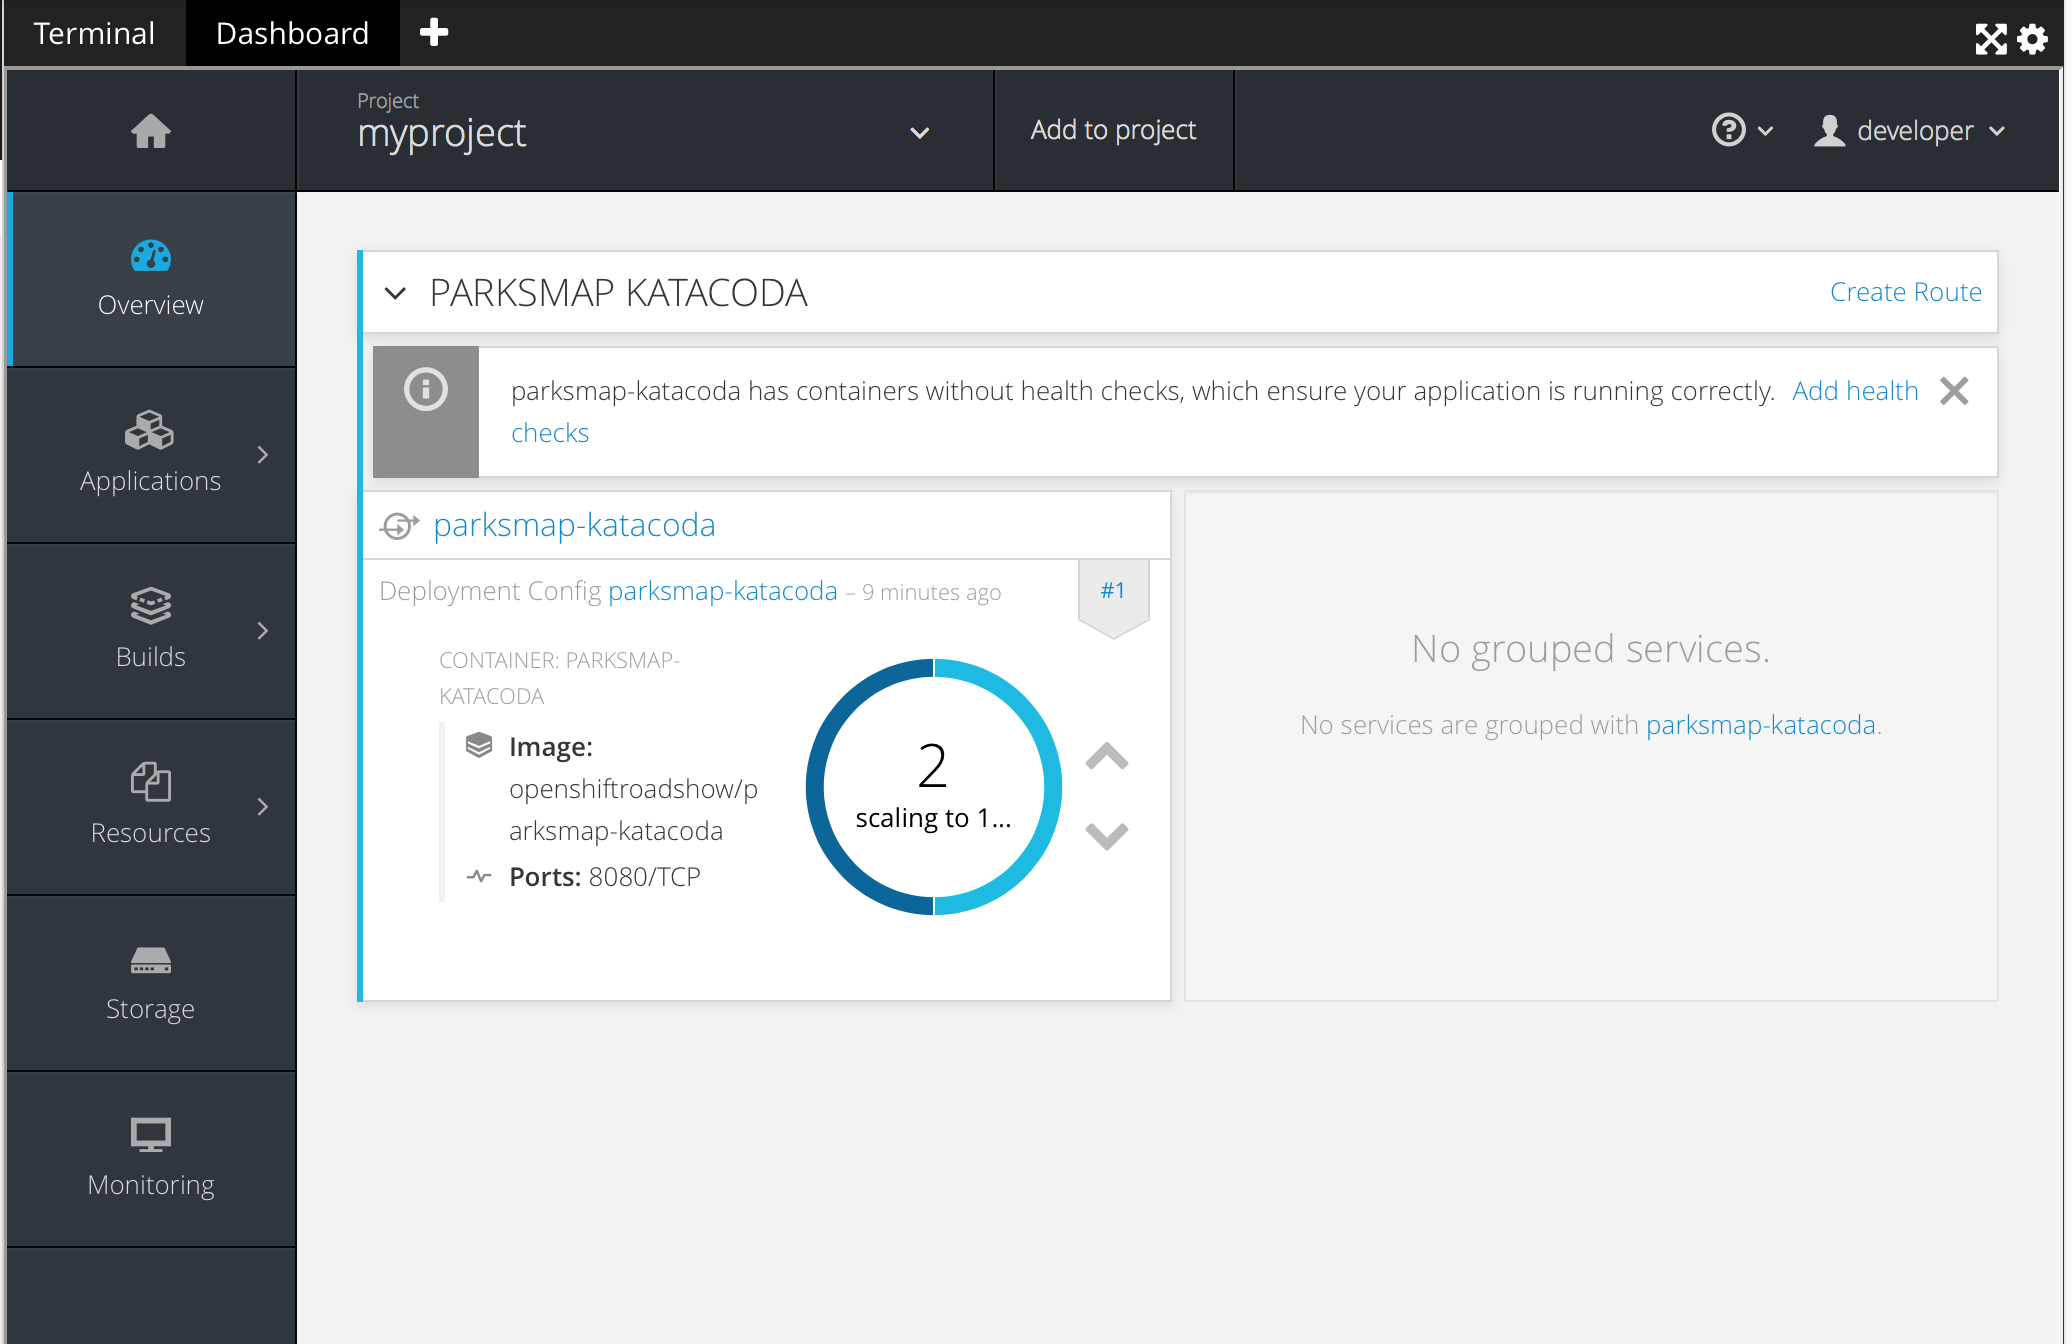 Terminal
Dashboard
Project
myproject
Add to project
developer
Overview
Applications
Builds
Resources
Storage
Monitoring
PARKSMAP KATACODA
Create Route
parksmap-katacoda has containers without health checks, which ensure your application is running correctly. Add health
checks
parksmap-katacoda
Deployment Config parksmap-katacoda – 9 minutes ago
#1
CONTAINER: PARKSMAP-
KATACODA
Image:
openshiftroadshow/p
arksmap-katacoda
Ports: 8080/TCP
2
scaling to 1...
No grouped services.
No services are grouped with parksmap-katacoda.